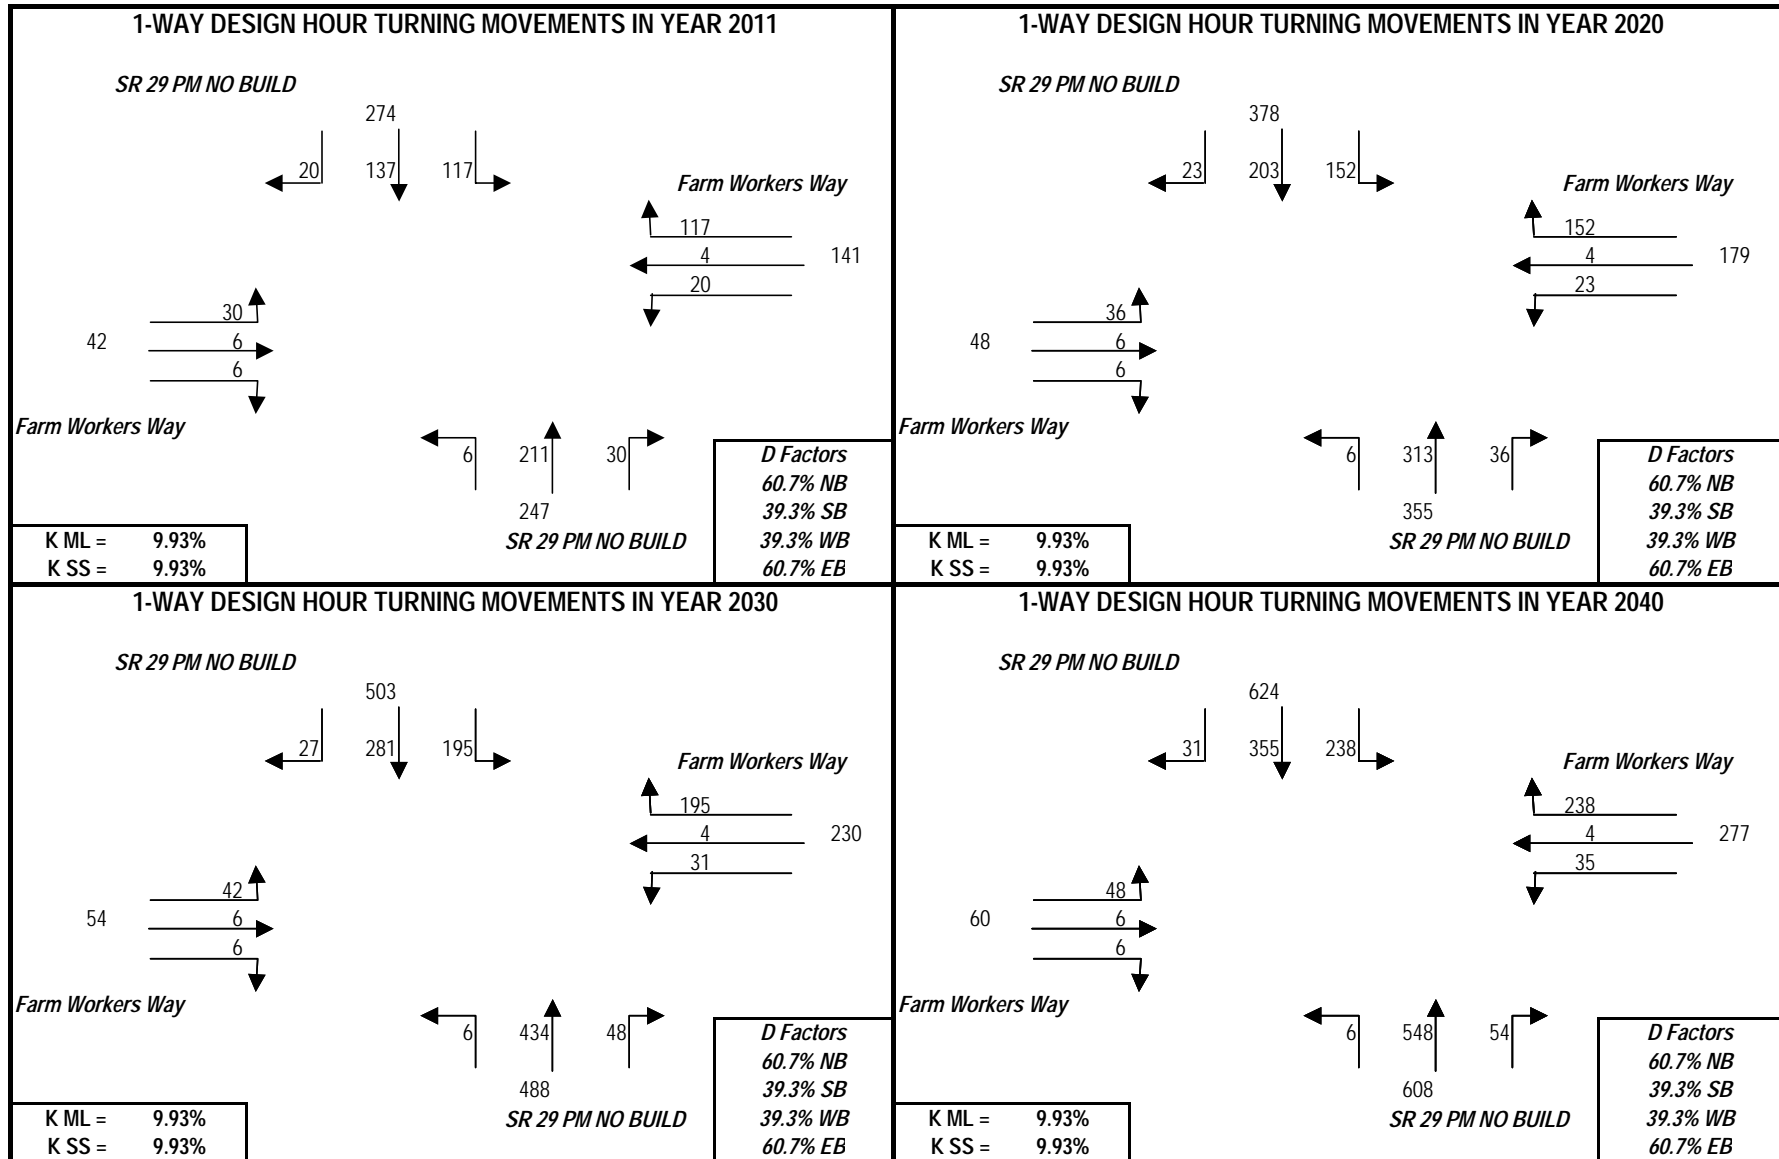 1-WAY DESIGN HOUR TURNING MOVEMENTS IN YEAR 2011
SR 29 PM NO BUILD
274
20 137 117
Farm Workers Way
117
4 141
20
30
42 6
6
Farm Workers Way
6 211 30
247
SR 29 PM NO BUILD
D Factors
60.7% NB
39.3% SB
39.3% WB
60.7% EB
K ML = 9.93%
K SS = 9.93%
1-WAY DESIGN HOUR TURNING MOVEMENTS IN YEAR 2020
SR 29 PM NO BUILD
378
23 203 152
Farm Workers Way
152
4 179
23
36
48 6
6
Farm Workers Way
6 313 36
355
SR 29 PM NO BUILD
D Factors
60.7% NB
39.3% SB
39.3% WB
60.7% EB
K ML = 9.93%
K SS = 9.93%
1-WAY DESIGN HOUR TURNING MOVEMENTS IN YEAR 2030
SR 29 PM NO BUILD
503
27 281 195
Farm Workers Way
195
4 230
31
42
54 6
6
Farm Workers Way
6 434 48
488
SR 29 PM NO BUILD
D Factors
60.7% NB
39.3% SB
39.3% WB
60.7% EB
K ML = 9.93%
K SS = 9.93%
1-WAY DESIGN HOUR TURNING MOVEMENTS IN YEAR 2040
SR 29 PM NO BUILD
624
31 355 238
Farm Workers Way
238
4 277
35
48
60 6
6
Farm Workers Way
6 548 54
608
SR 29 PM NO BUILD
D Factors
60.7% NB
39.3% SB
39.3% WB
60.7% EB
K ML = 9.93%
K SS = 9.93%